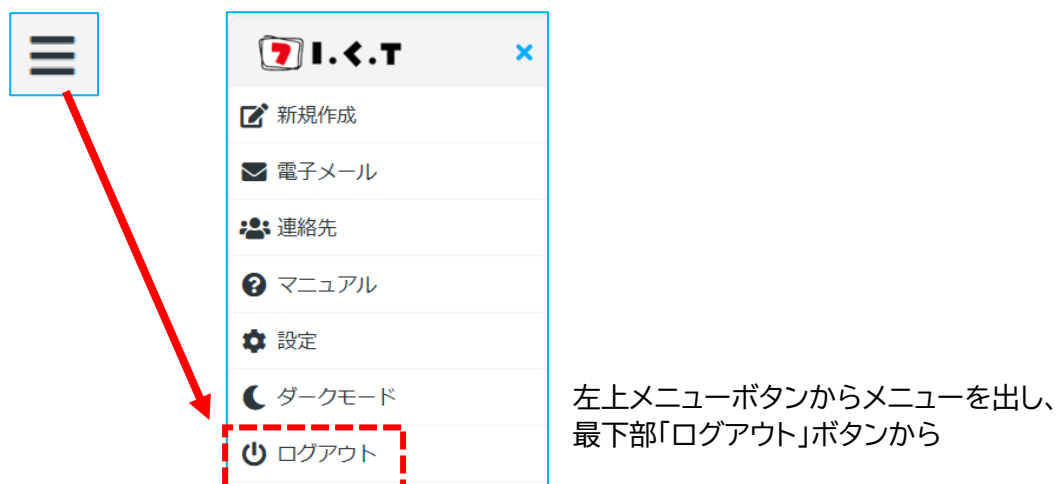 I.C.T
新規作成
電子メール
連絡先
マニュアル
設定
ダークモード
ログアウト
左上メニューボタンからメニューを出し、
最下部「ログアウト」ボタンから